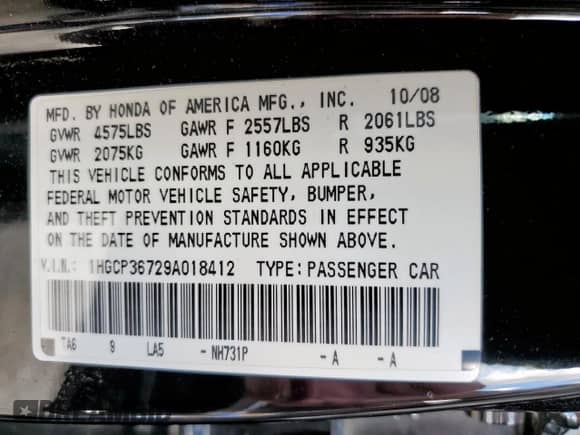 MFD. BY HONDA OF AMERICA MFG., INC. 10/08
GVWR 4575LBS GAWR F 2557LBS R 2061LBS
GVWR 2075KG GAWR F 1160KG R 935KG
THIS VEHICLE CONFORMS TO ALL APPLICABLE
FEDERAL MOTOR VEHICLE SAFETY, BUMPER,
AND THEFT PREVENTION STANDARDS IN EFFECT
ON THE DATE OF MANUFACTURE SHOWN ABOVE.
V.I.N.: 1HGCP36729A018412 TYPE: PASSENGER CAR
TA6 9 LA5 - NH731P - A - A